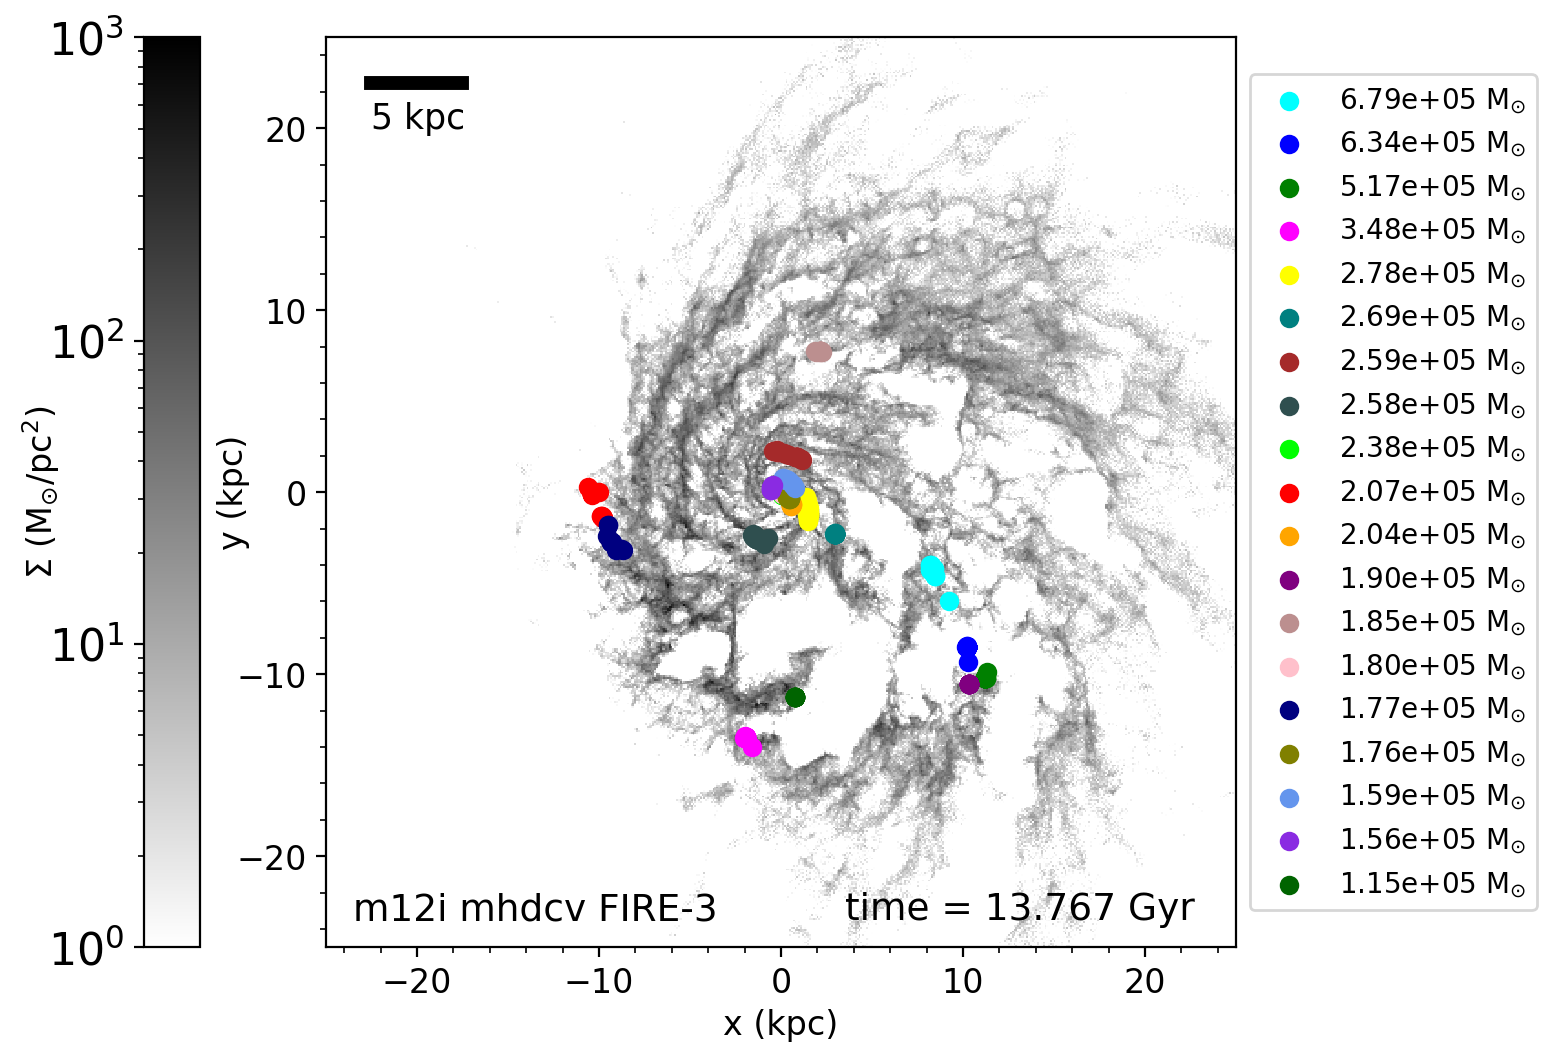 10³
10²
10¹
10⁰
Σ (M⊙/pc²)
y (kpc)
20
10
0
−10
−20
5 kpc
m12i mhdcv FIRE-3
time = 13.767 Gyr
−20
−10
0
10
20
x (kpc)
6.79e+05 M⊙
6.34e+05 M⊙
5.17e+05 M⊙
3.48e+05 M⊙
2.78e+05 M⊙
2.69e+05 M⊙
2.59e+05 M⊙
2.58e+05 M⊙
2.38e+05 M⊙
2.07e+05 M⊙
2.04e+05 M⊙
1.90e+05 M⊙
1.85e+05 M⊙
1.80e+05 M⊙
1.77e+05 M⊙
1.76e+05 M⊙
1.59e+05 M⊙
1.56e+05 M⊙
1.15e+05 M⊙